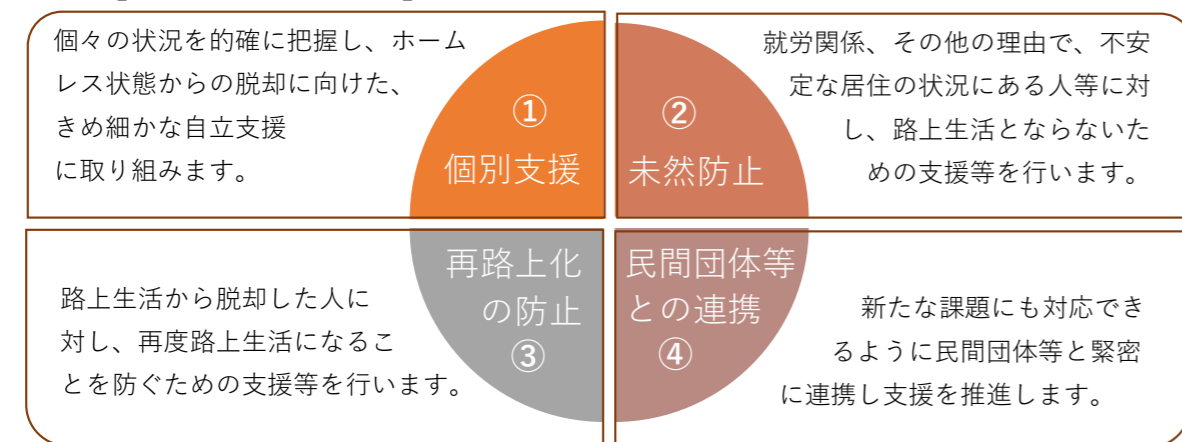 個々の状況を的確に把握し、ホーム
レス状態からの脱却に向けた、
きめ細かな自立支援
に取り組みます。
①
個別支援
②
未然防止
就労関係、その他の理由で、不安
定な居住の状況にある人等に対
し、路上生活とならないた
めの支援等を行います。
路上生活から脱却した人に
対し、再度路上生活になるこ
とを防ぐための支援等を行います。
再路上化
の防止
③
民間団体等
との連携
④
新たな課題にも対応でき
るように民間団体等と緊密
に連携し支援を推進します。